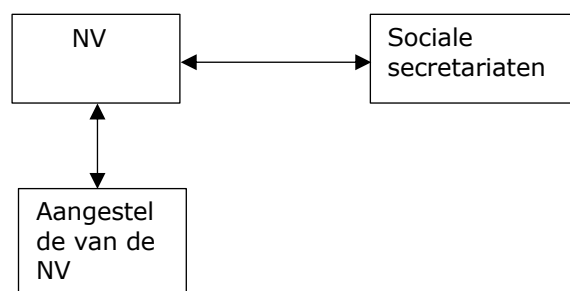 NV
Sociale
secretariaten
Aangestel
de van de
NV